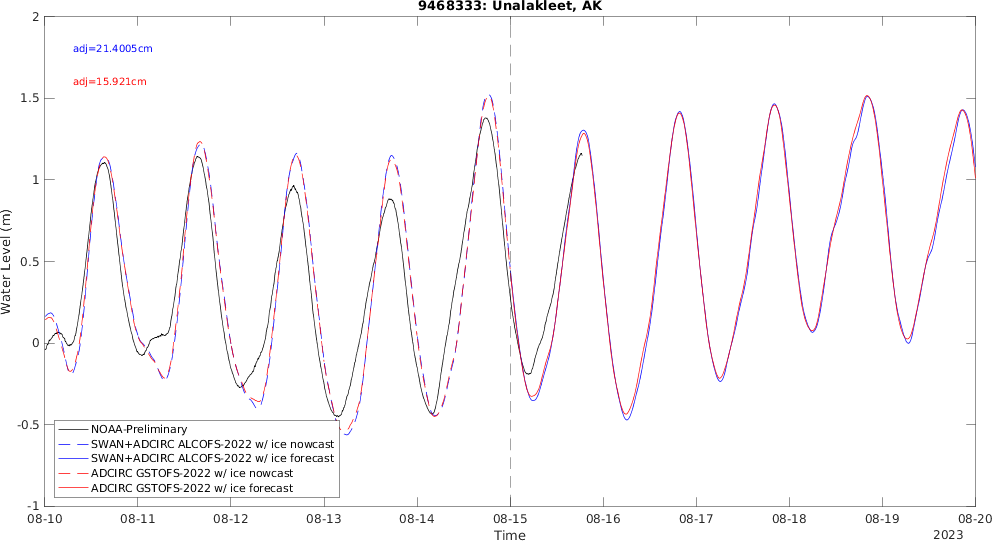 9468333: Unalakleet, AK
adj=21.4005cm
adj=15.921cm
Water Level (m)
2
1.5
1
0.5
0
-0.5
-1
NOAA-Preliminary
SWAN+ADCIRC ALCOFS-2022 w/ ice nowcast
SWAN+ADCIRC ALCOFS-2022 w/ ice forecast
ADCIRC GSTOFS-2022 w/ ice nowcast
ADCIRC GSTOFS-2022 w/ ice forecast
08-10 08-11 08-12 08-13 08-14 08-15 08-16 08-17 08-18 08-19 08-20
Time
2023